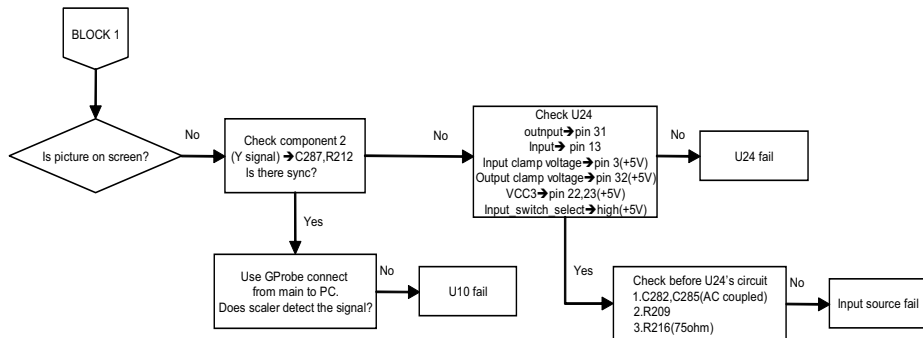 BLOCK 1
Is picture on screen?
No
Check component 2
(Y signal) ➔C287,R212
Is there sync?
No
Check U24
outnput➔pin 31
Input➔ pin 13
Input clamp voltage➔pin 3(+5V)
Output clamp voltage➔pin 32(+5V)
VCC3➔pin 22,23(+5V)
Input_switch_select➔high(+5V)
No
U24 fail
Yes
Use GProbe connect
from main to PC.
Does scaler detect the signal?
No
U10 fail
Yes
Check before U24's circuit
1.C282,C285(AC coupled)
2.R209
3.R216(75ohm)
No
Input source fail